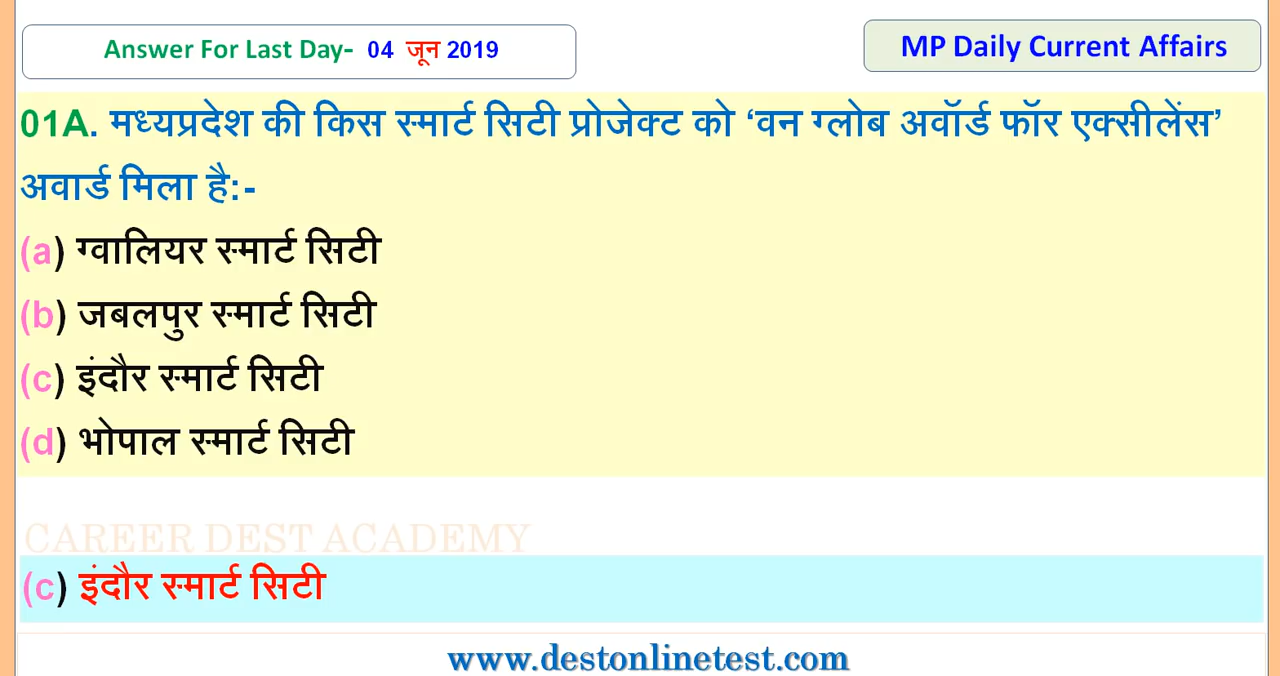 Answer For Last Day- 04 जून 2019
MP Daily Current Affairs
01A. मध्यप्रदेश की किस स्मार्ट सिटी प्रोजेक्ट को ‘वन ग्लोब अवॉर्ड फॉर एक्सीलेंस’
अवार्ड मिला है:-
(a) ग्वालियर स्मार्ट सिटी
(b) जबलपुर स्मार्ट सिटी
(c) इंदौर स्मार्ट सिटी
(d) भोपाल स्मार्ट सिटी
CAREER DEST ACADEMY
(c) इंदौर स्मार्ट सिटी
www.destonlinetest.com